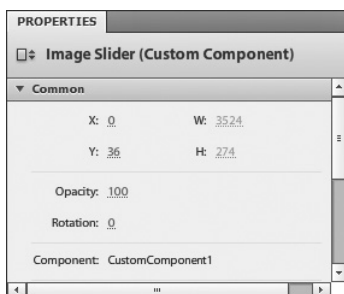 PROPERTIES
Image Slider (Custom Component)
Common
X: 0 W: 3524
Y: 36 H: 274
Opacity: 100
Rotation: 0
Component: CustomComponent1